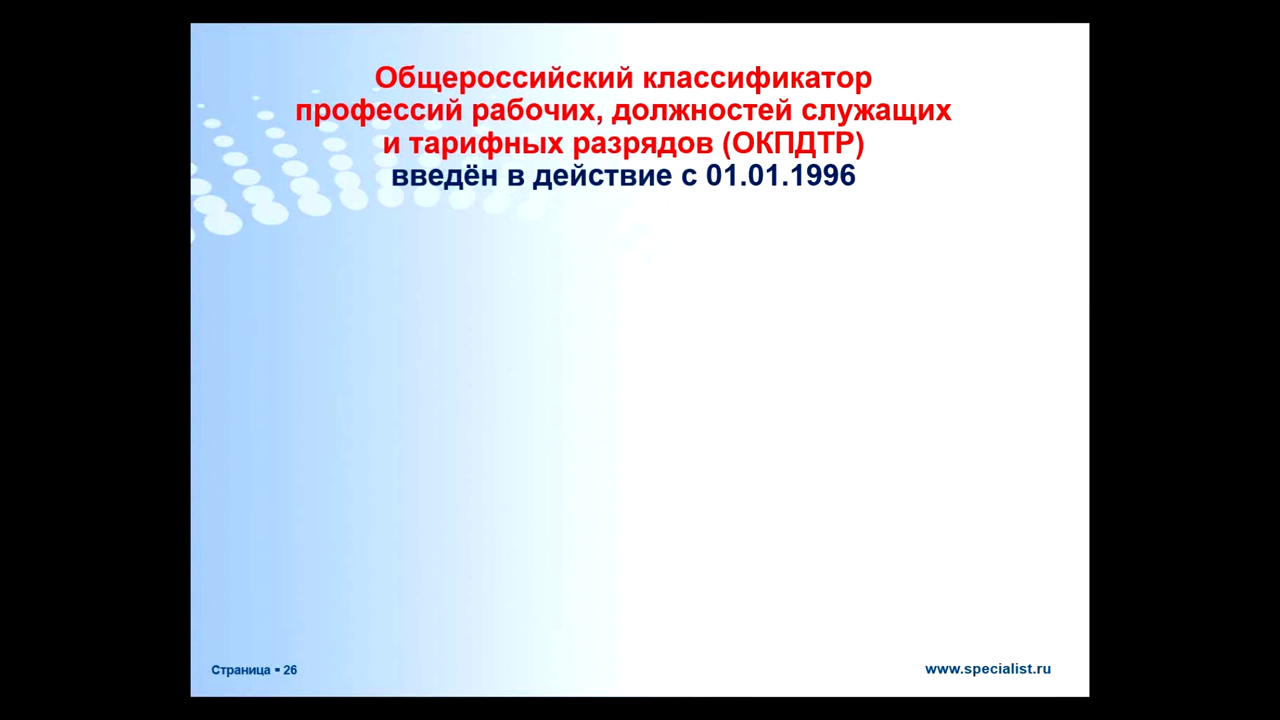 Общероссийский классификатор
профессий рабочих, должностей служащих
и тарифных разрядов (ОКПДТР)
введён в действие с 01.01.1996
Страница ▪ 26
www.specialist.ru